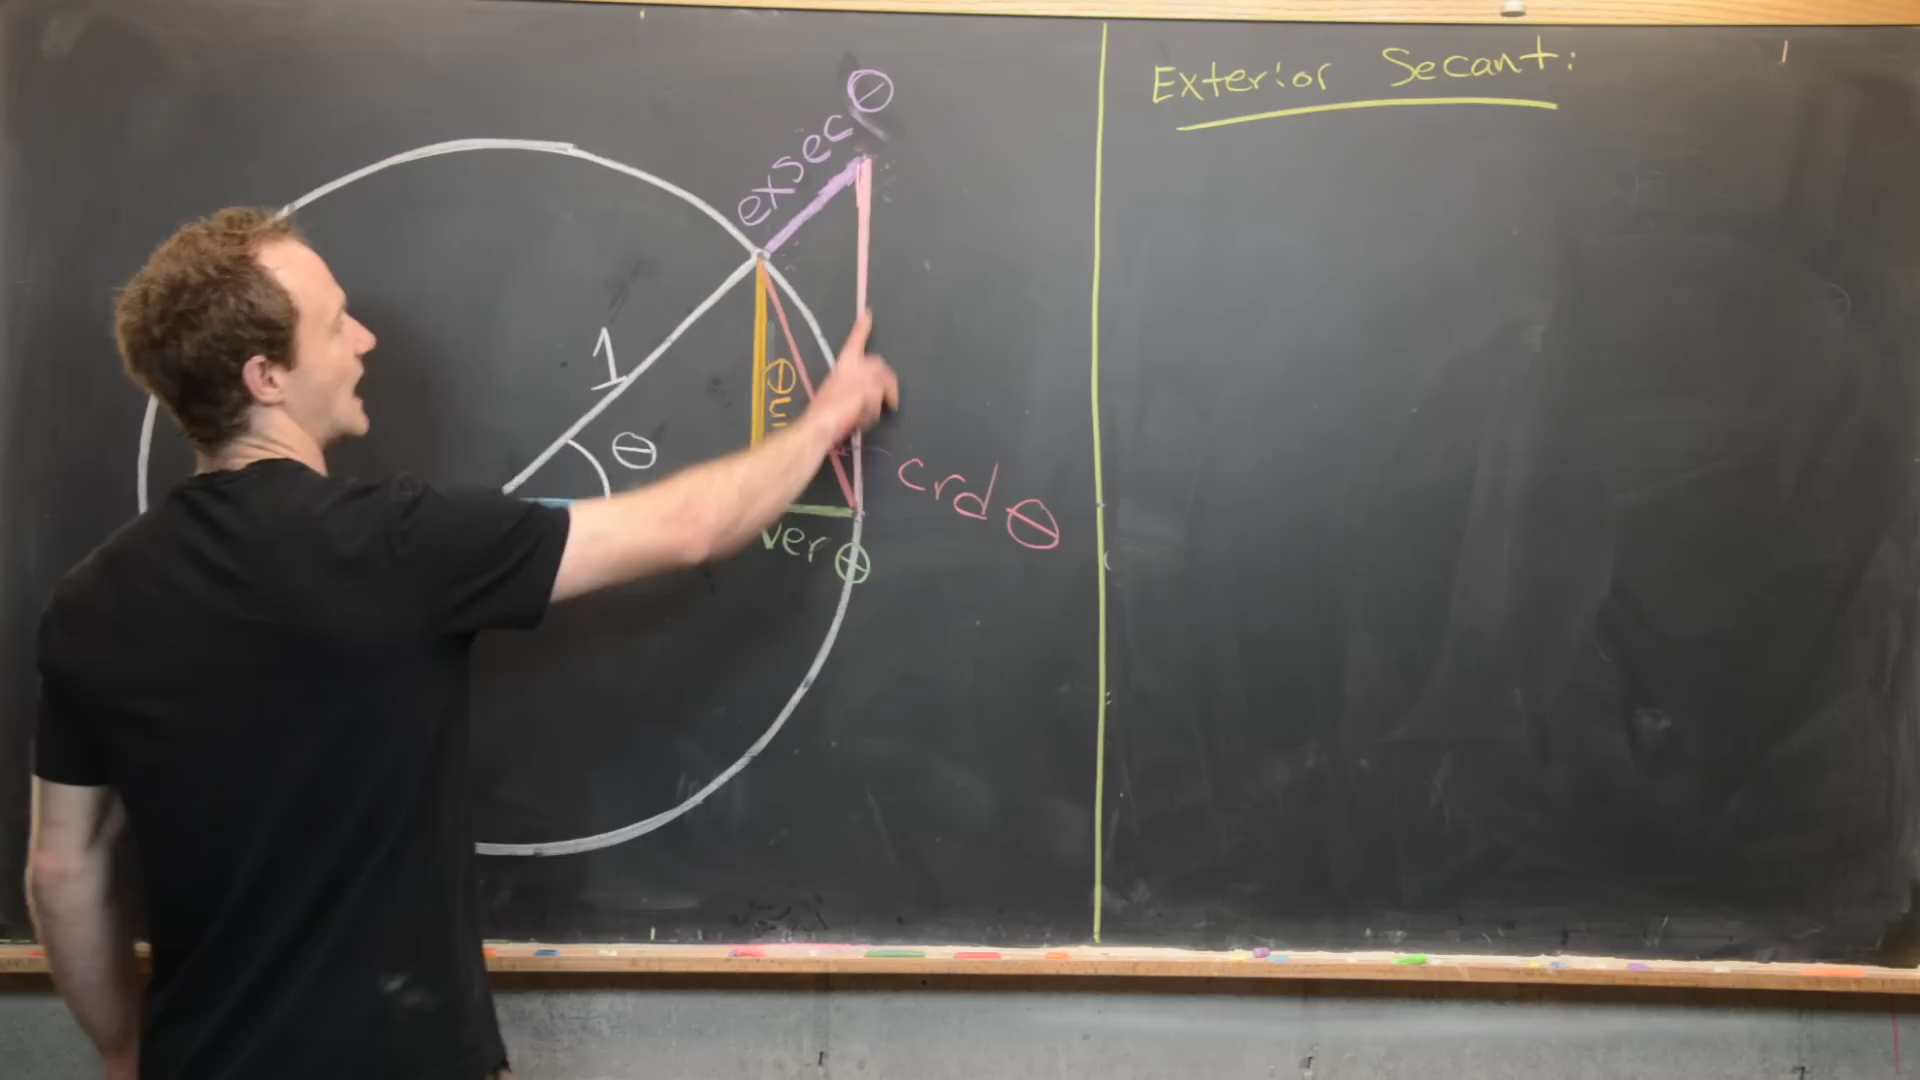 exsec θ
1
θ
crd θ
ver θ
Exterior Secant: